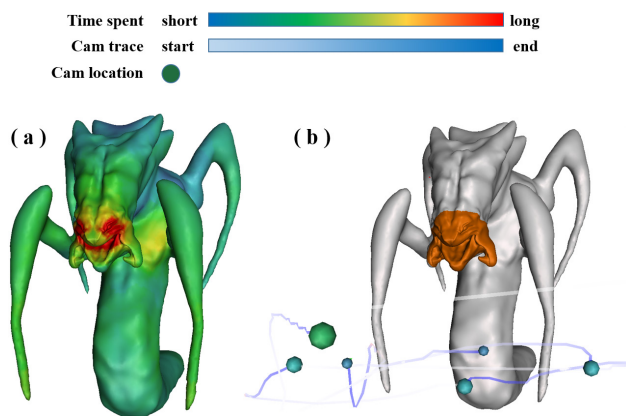 Time spent short long
Cam trace start end
Cam location
( a ) ( b )